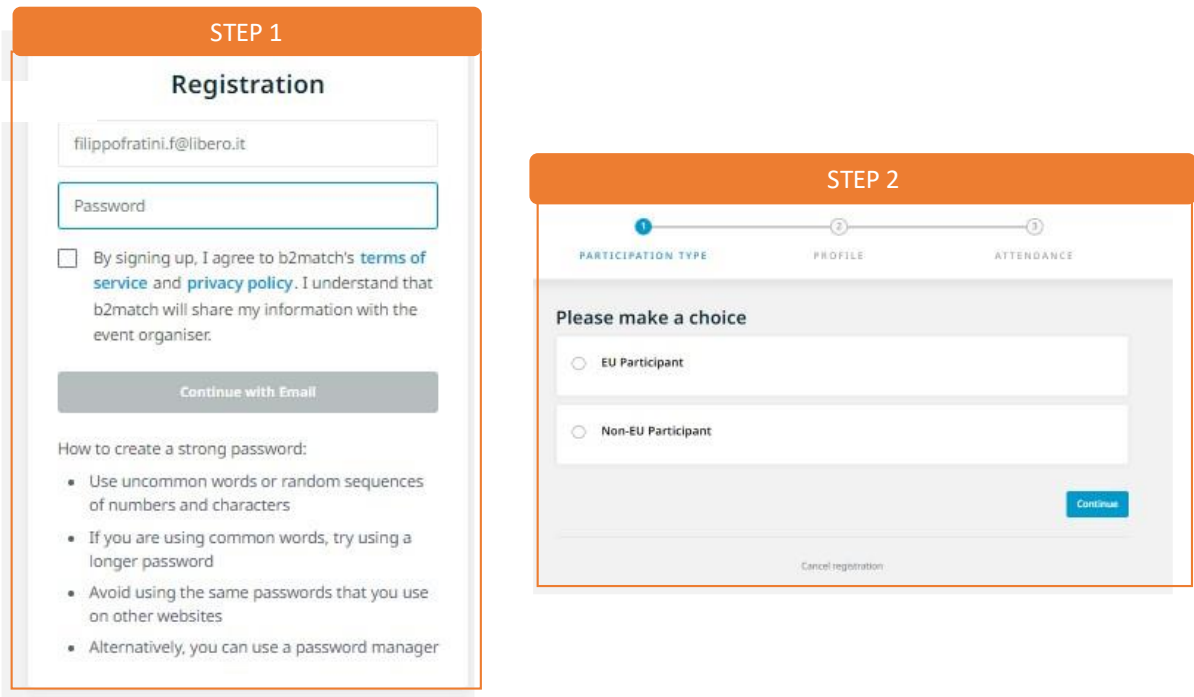 STEP 1
Registration
filippofratini.f@libero.it
Password
By signing up, I agree to b2match's terms of
service and privacy policy. I understand that
b2match will share my information with the
event organiser.
Continue with Email
How to create a strong password:
• Use uncommon words or random sequences
of numbers and characters
• If you are using common words, try using a
longer password
• Avoid using the same passwords that you use
on other websites
• Alternatively, you can use a password manager
STEP 2
1 2 3
PARTICIPATION TYPE PROFILE ATTENDANCE
Please make a choice
EU Participant
Non-EU Participant
Continue
Cancel registration